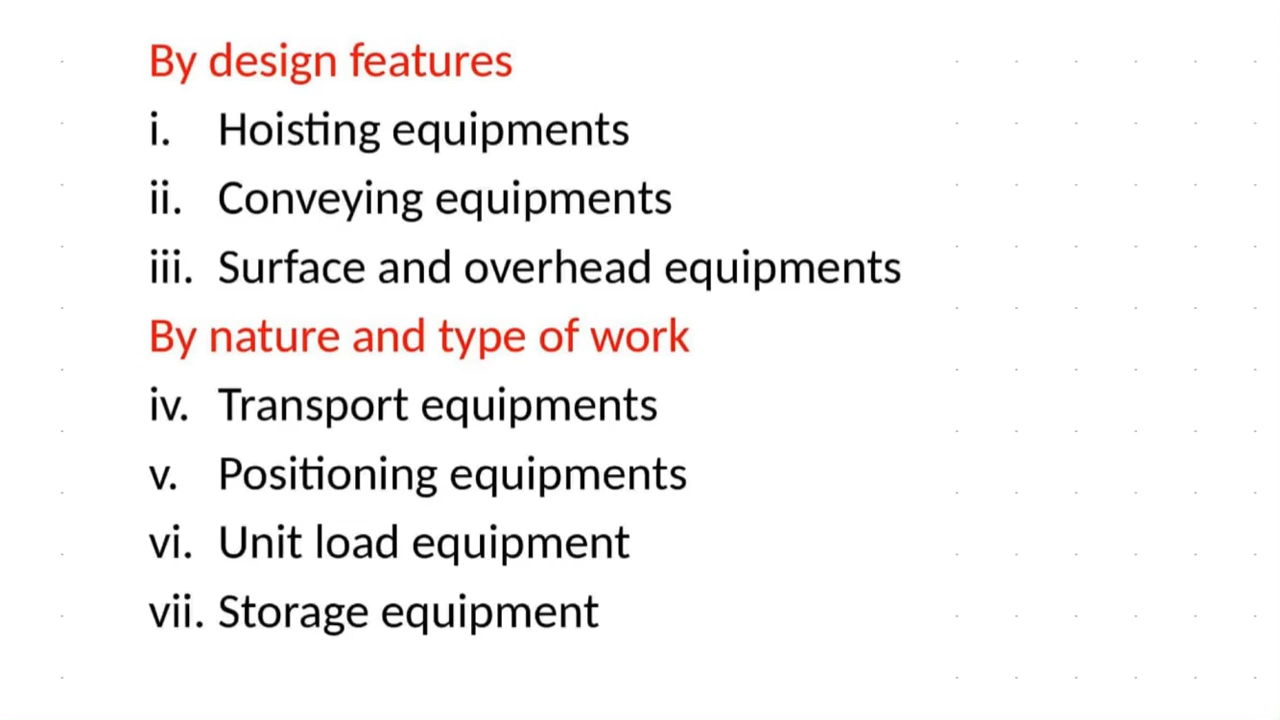 By design features
i. Hoisting equipments
ii. Conveying equipments
iii. Surface and overhead equipments
By nature and type of work
iv. Transport equipments
v. Positioning equipments
vi. Unit load equipment
vii. Storage equipment